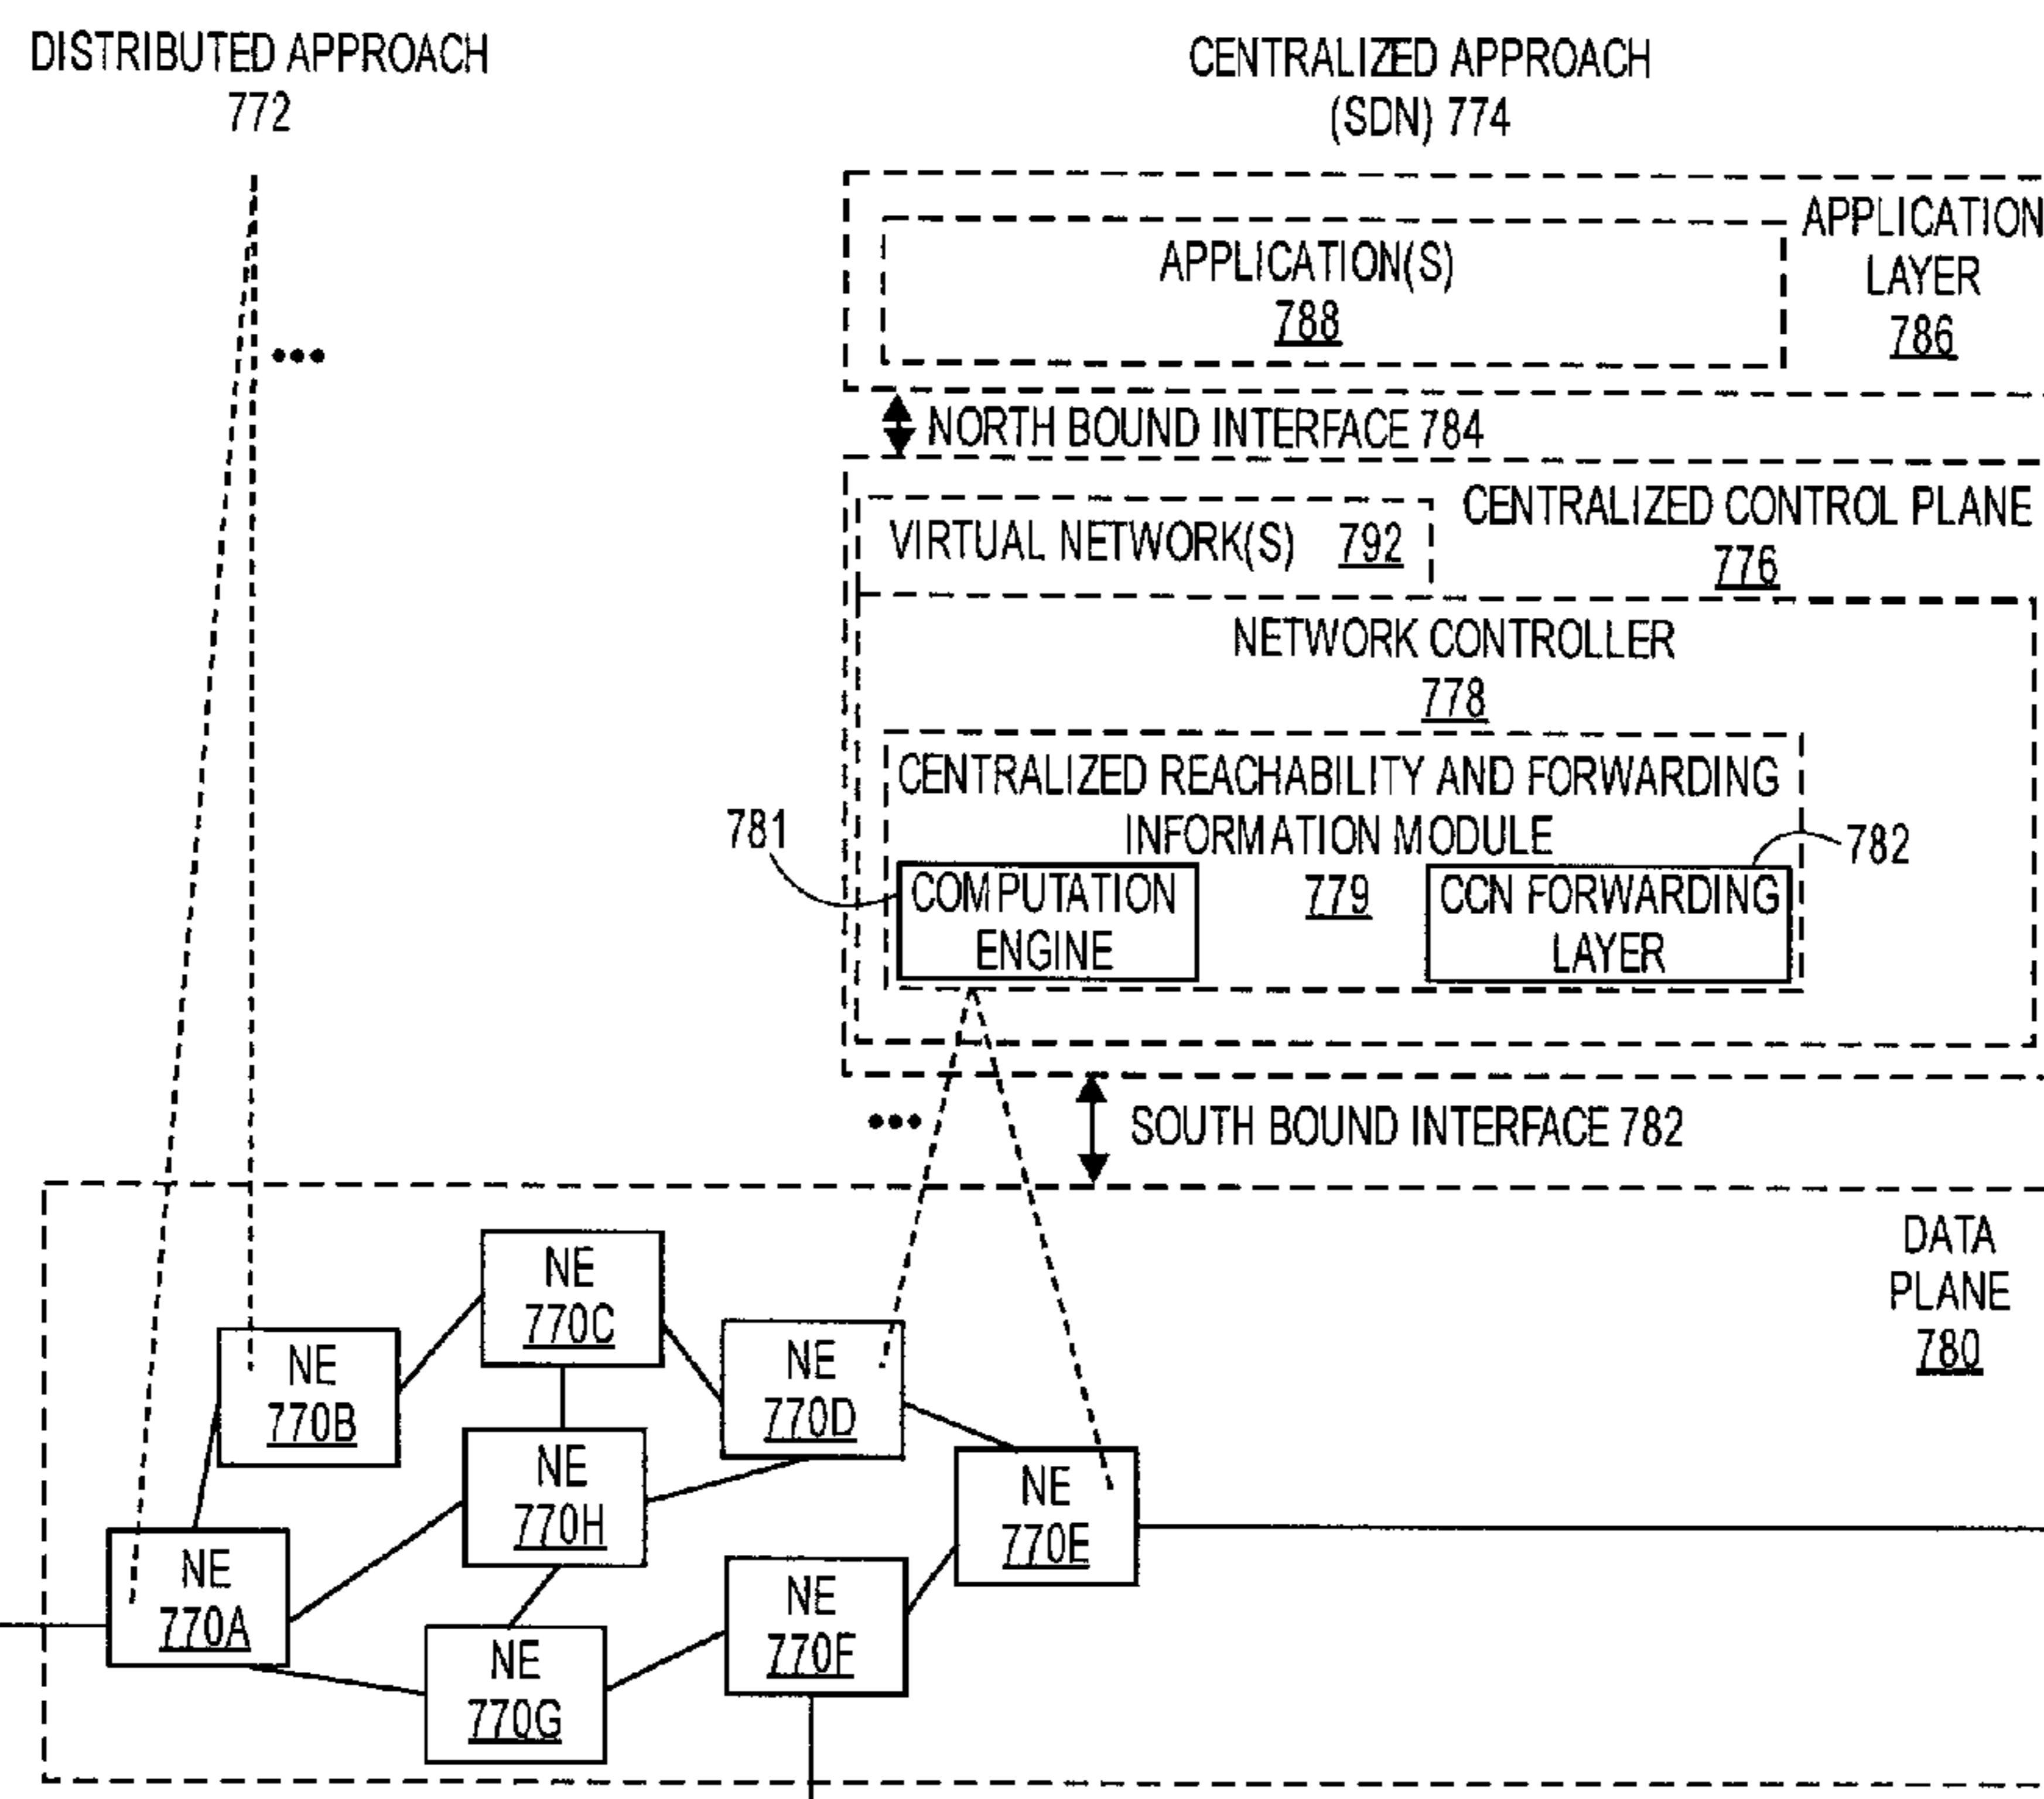 DISTRIBUTED APPROACH
772
CENTRALIZED APPROACH
(SDN) 774
APPLICATION(S)
788
APPLICATION
LAYER
786
NORTH BOUND INTERFACE 784
VIRTUAL NETWORK(S) 792
CENTRALIZED CONTROL PLANE
776
NETWORK CONTROLLER
778
CENTRALIZED REACHABILITY AND FORWARDING
INFORMATION MODULE
779
781
COMPUTATION
ENGINE
782
CCN FORWARDING
LAYER
SOUTH BOUND INTERFACE 782
DATA
PLANE
780
NE
770C
NE
770B
NE
770D
NE
770H
NE
770E
NE
770A
NE
770F
NE
770G